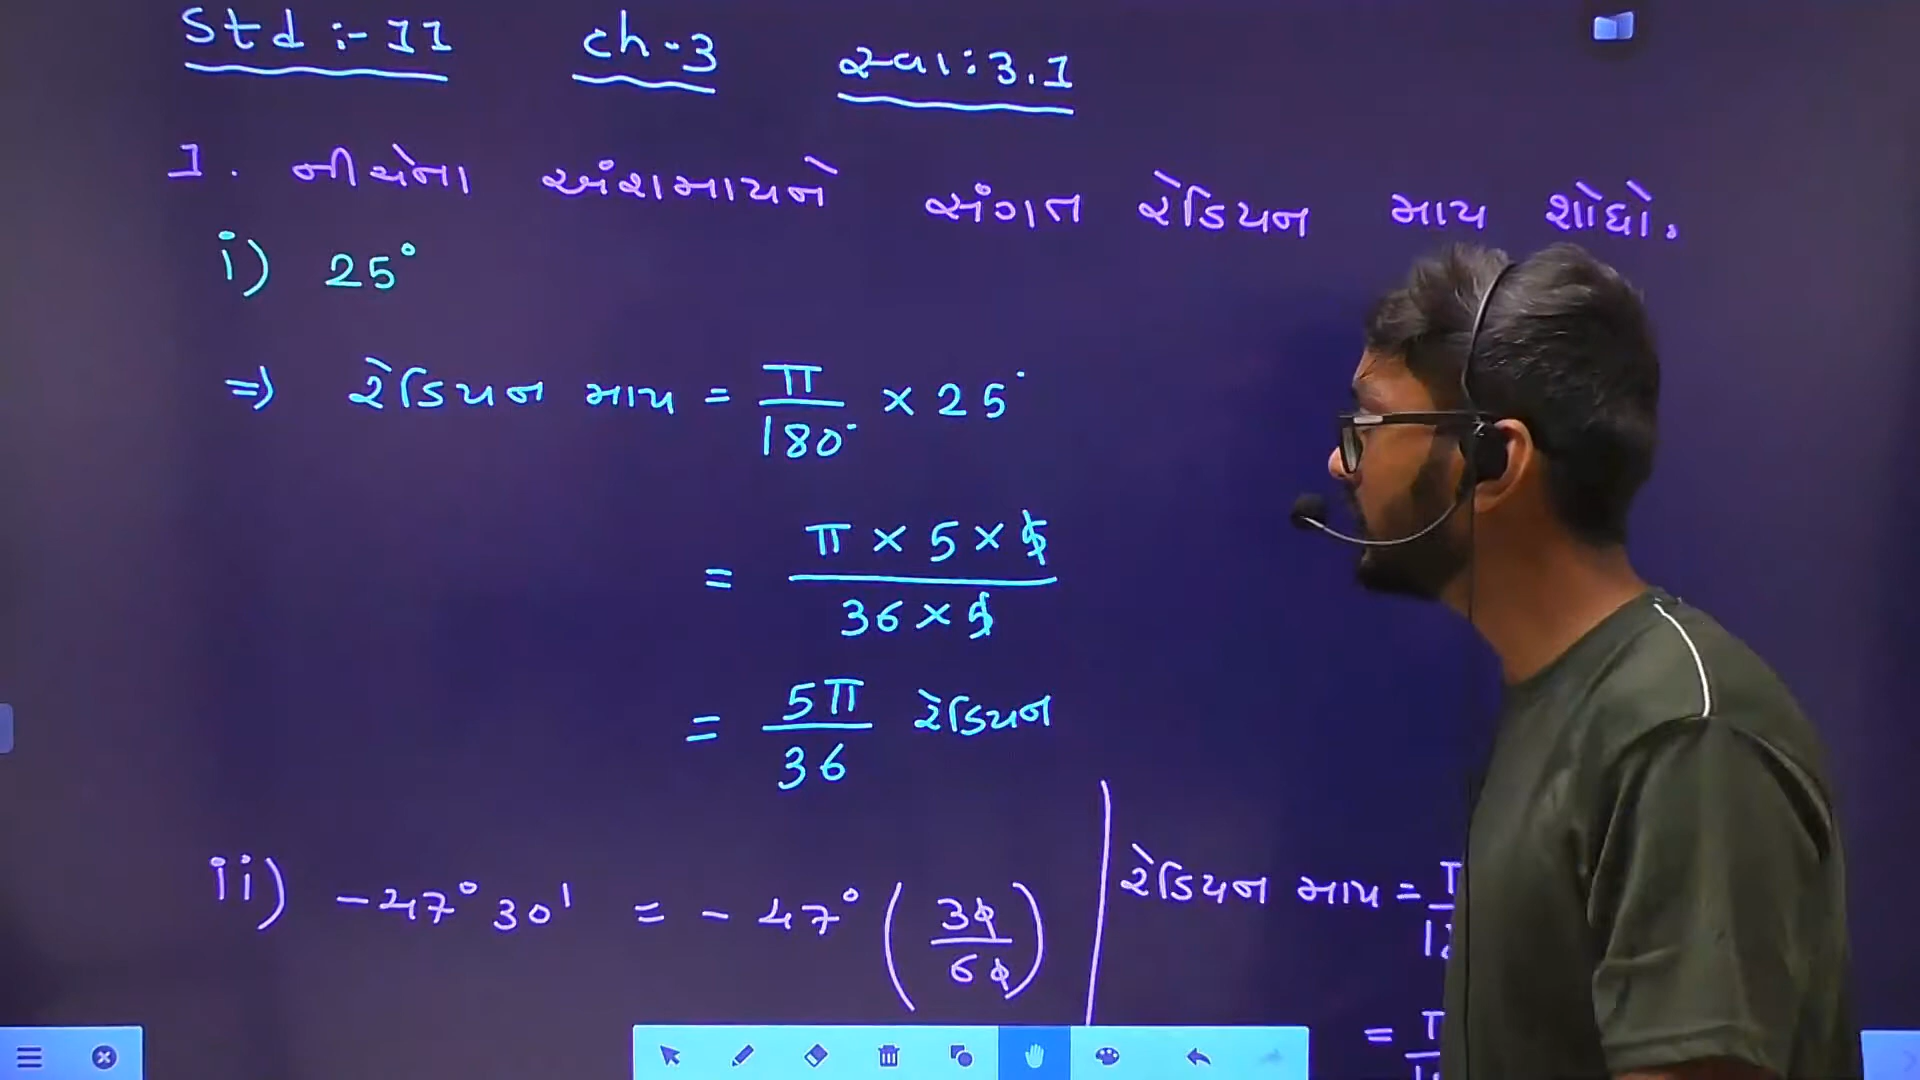 Std :- 11 ch-3 સ્વા: 3.1
1. નીચેના અંશમાપને સંગત રેડિયન માપ શોધો.
i) 25°
⇒ રેડિયન માપ = π/180° × 25°
= π × 5 × 5 / 36 × 5
= 5π/36 રેડિયન
ii) -47° 30' = -47° (30/60)
રેડિયન માપ =
=